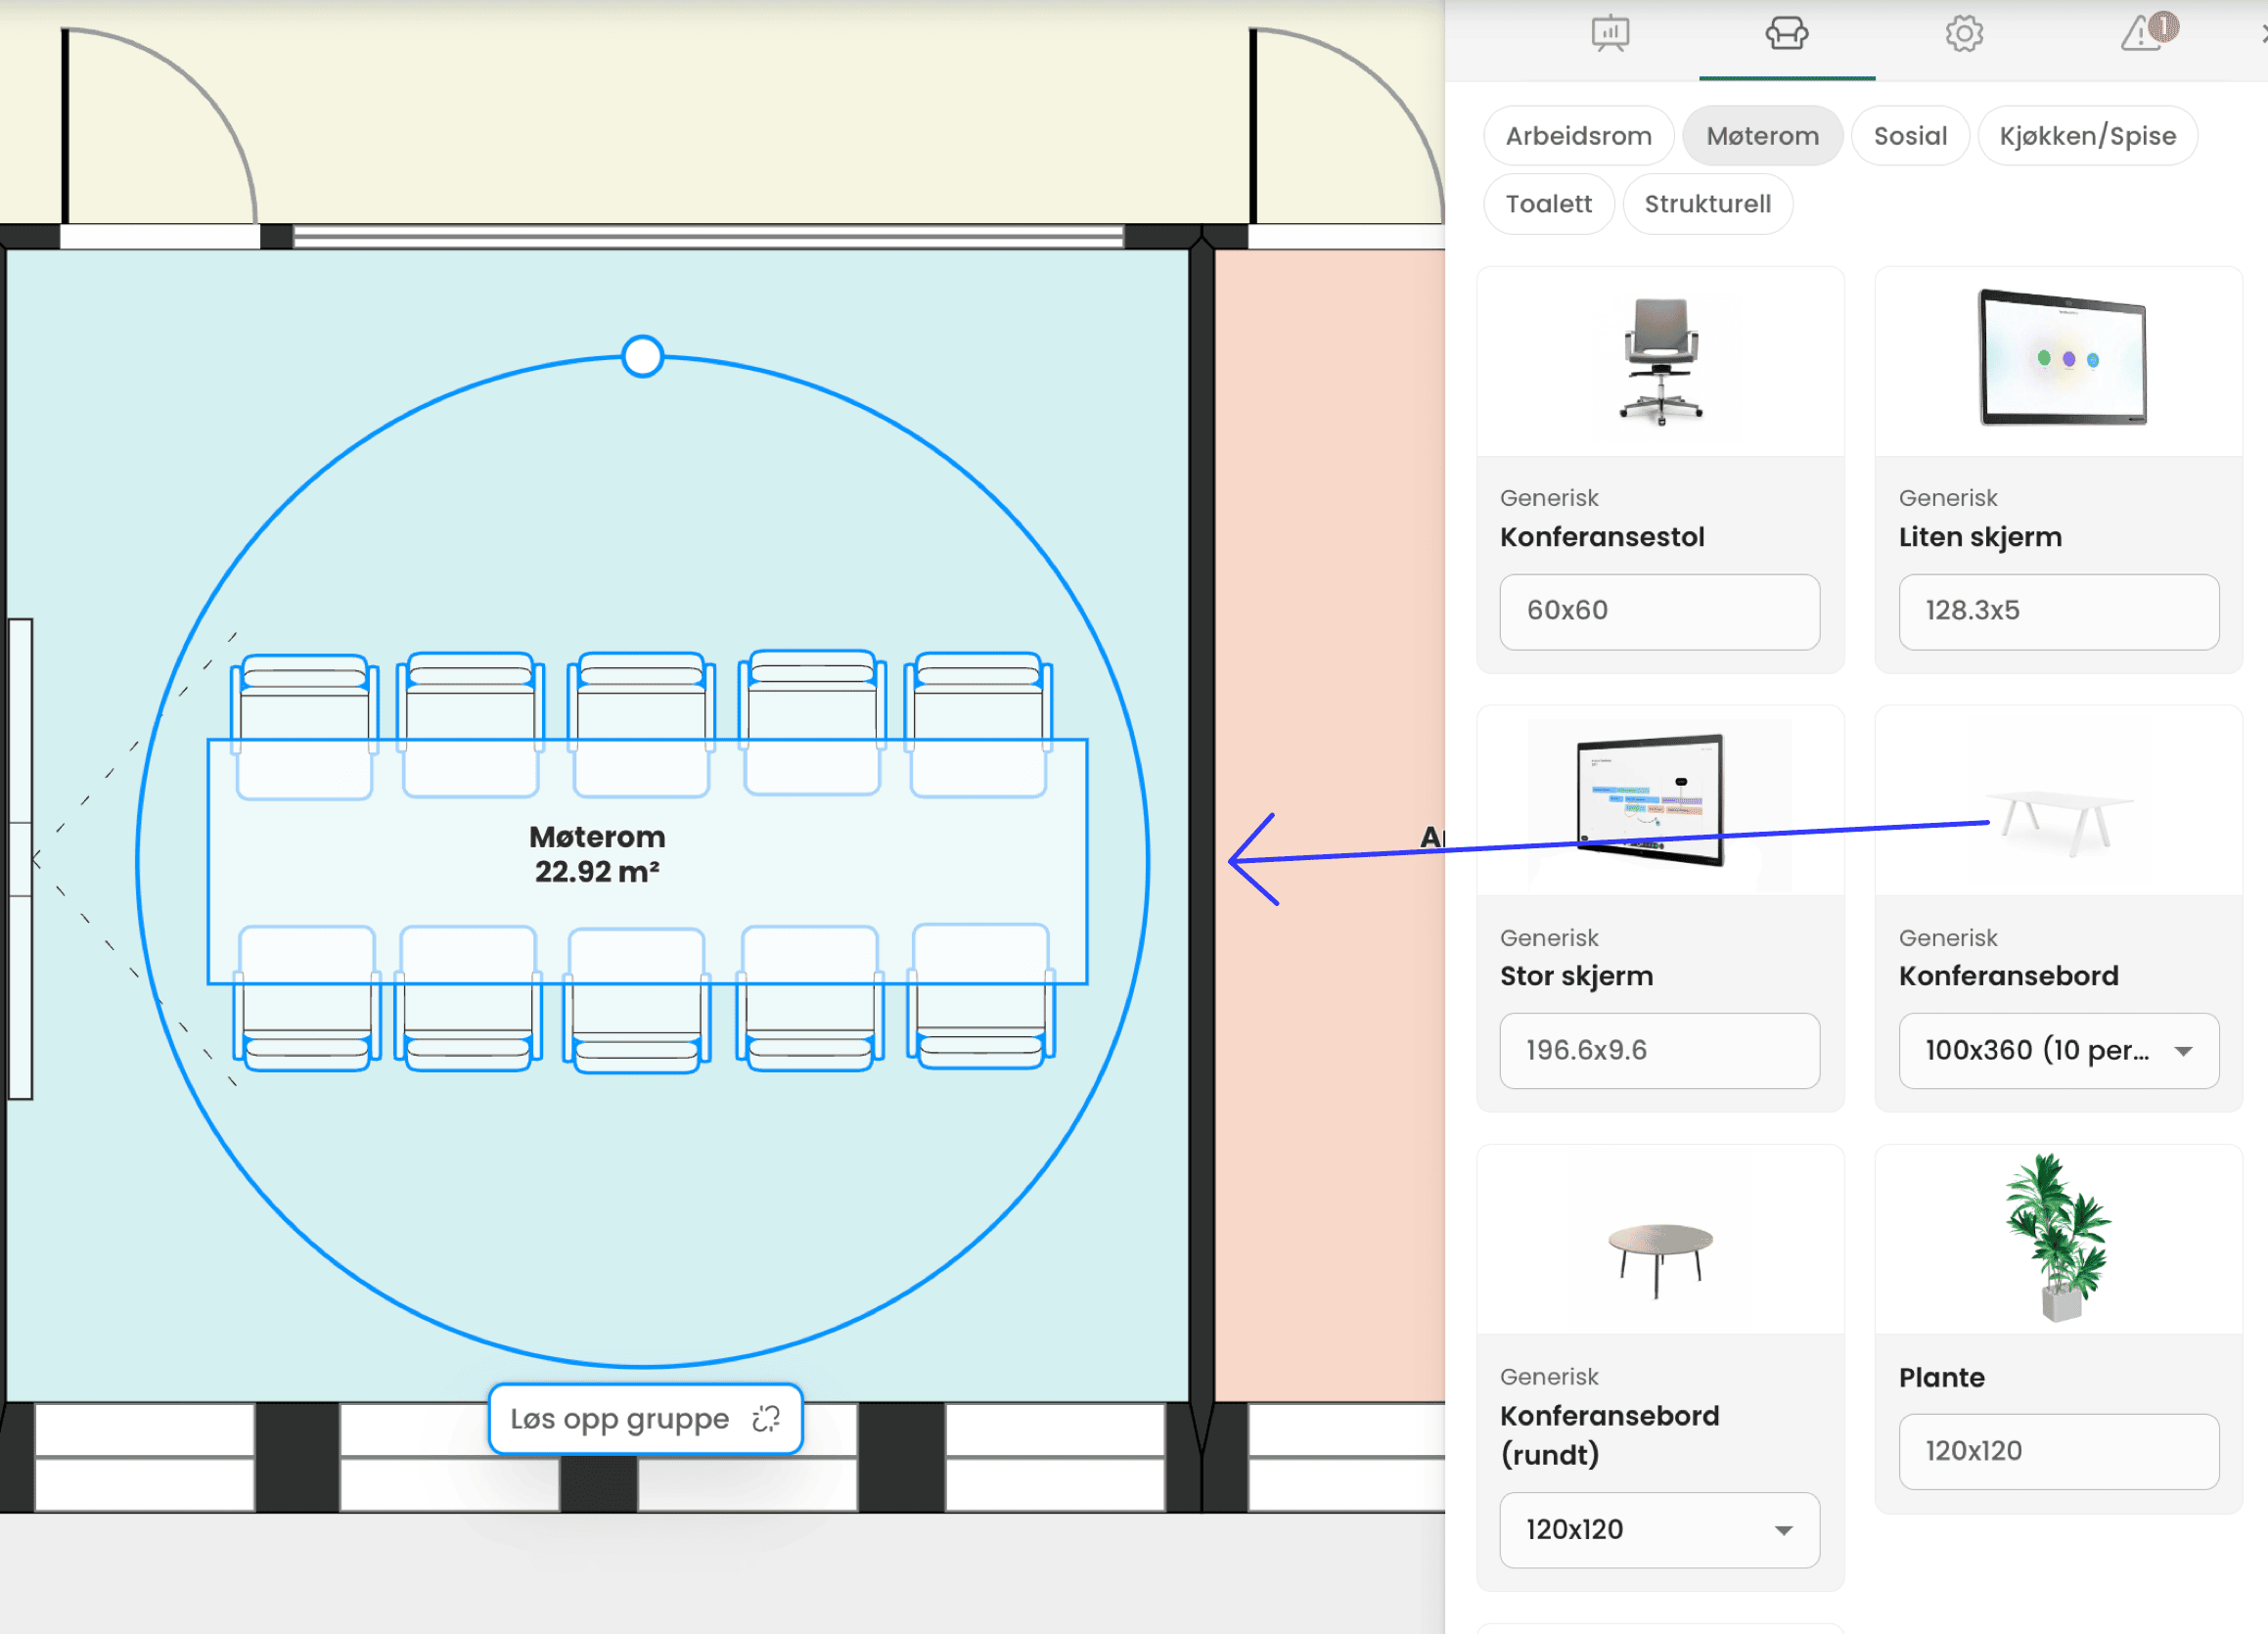 1
Arbeidsrom
Møterom
Sosial
Kjøkken/Spise
Toalett
Strukturell
Generisk
Konferansestol
60x60
Generisk
Liten skjerm
128.3x5
Møterom
22.92 m²
Generisk
Stor skjerm
196.6x9.6
Generisk
Konferansebord
100x360 (10 per...
Generisk
Konferansebord
(rundt)
120x120
Plante
120x120
Løs opp gruppe